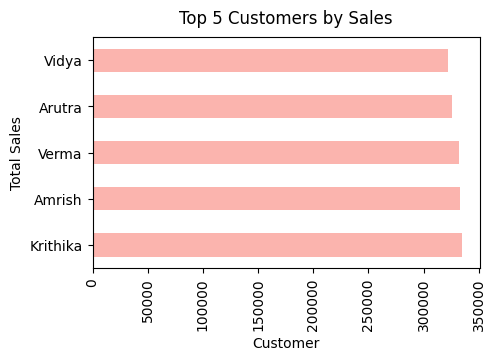 Top 5 Customers by Sales
Total Sales
Vidya
Arutra
Verma
Amrish
Krithika
0
50000
100000
150000
200000
250000
300000
350000
Customer